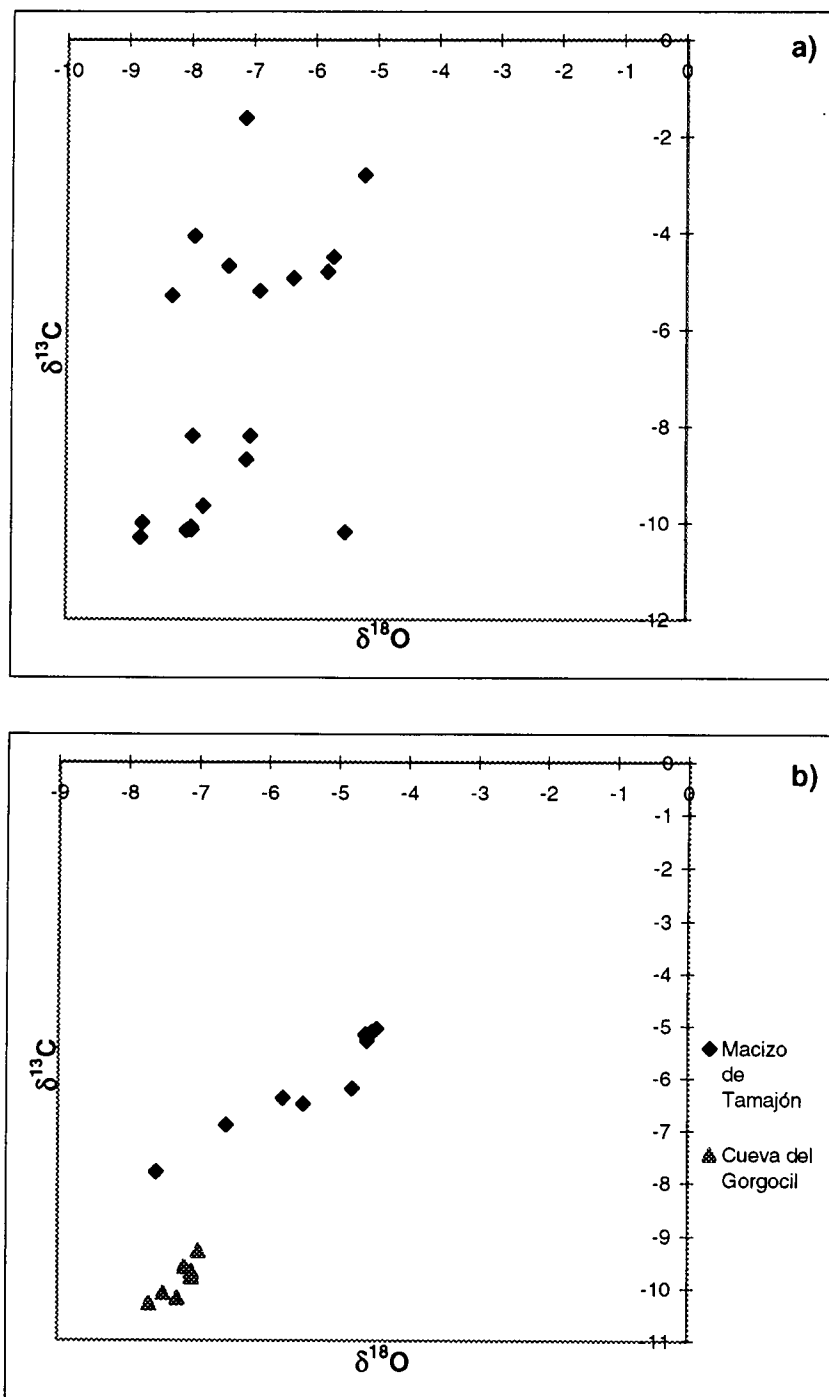 a)
-10 -9 -8 -7 -6 -5 -4 -3 -2 -1 0
0
-2
-4
-6
-8
-10
-12
δ¹³C
δ¹⁸O
b)
-9 -8 -7 -6 -5 -4 -3 -2 -1 0
0
-1
-2
-3
-4
-5
-6
-7
-8
-9
-10
-11
δ¹³C
δ¹⁸O
Macizo
de
Tamajón
Cueva del
Gorgocil